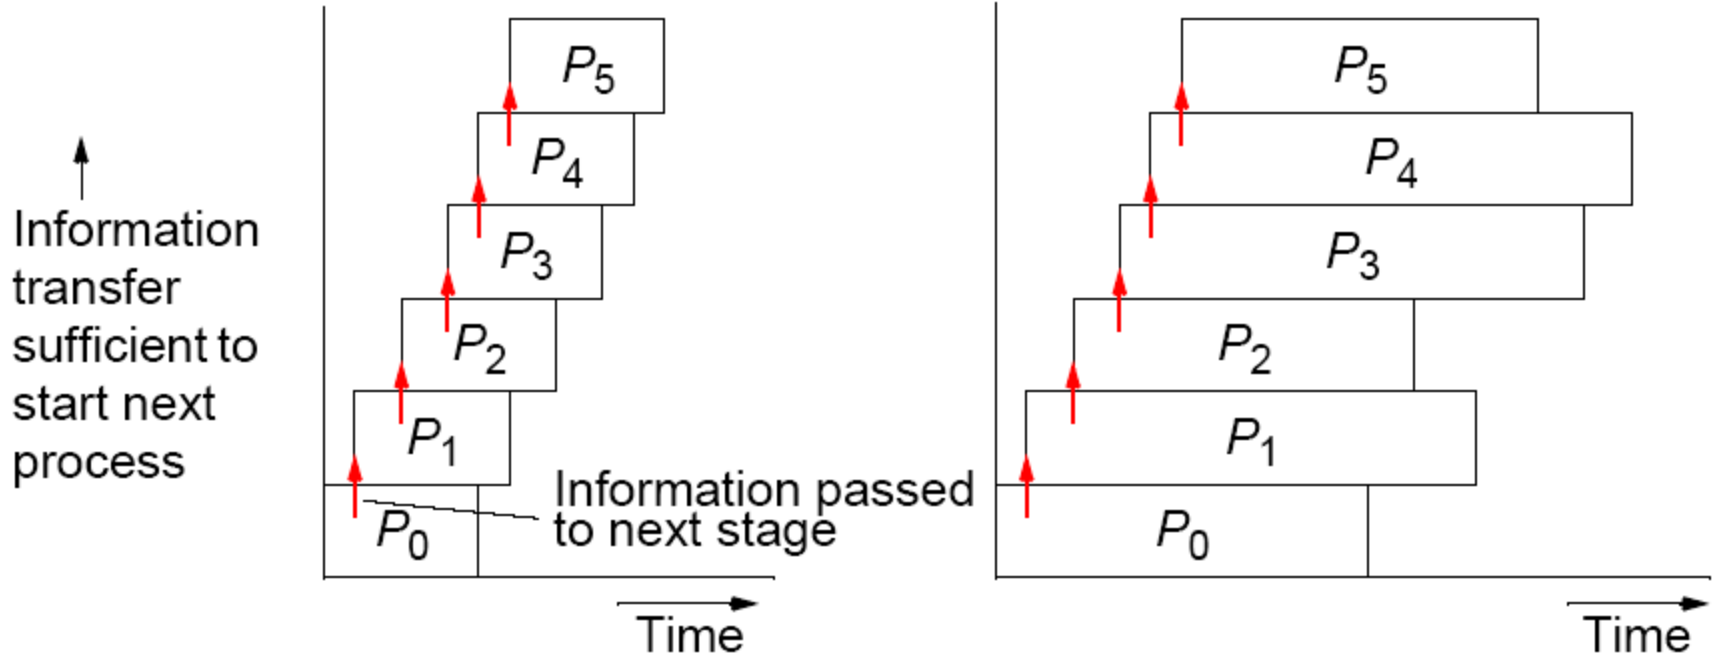 Information
transfer
sufficient to
start next
process
P5
P4
P3
P2
P1
P0
Information passed
to next stage
Time
P5
P4
P3
P2
P1
P0
Time